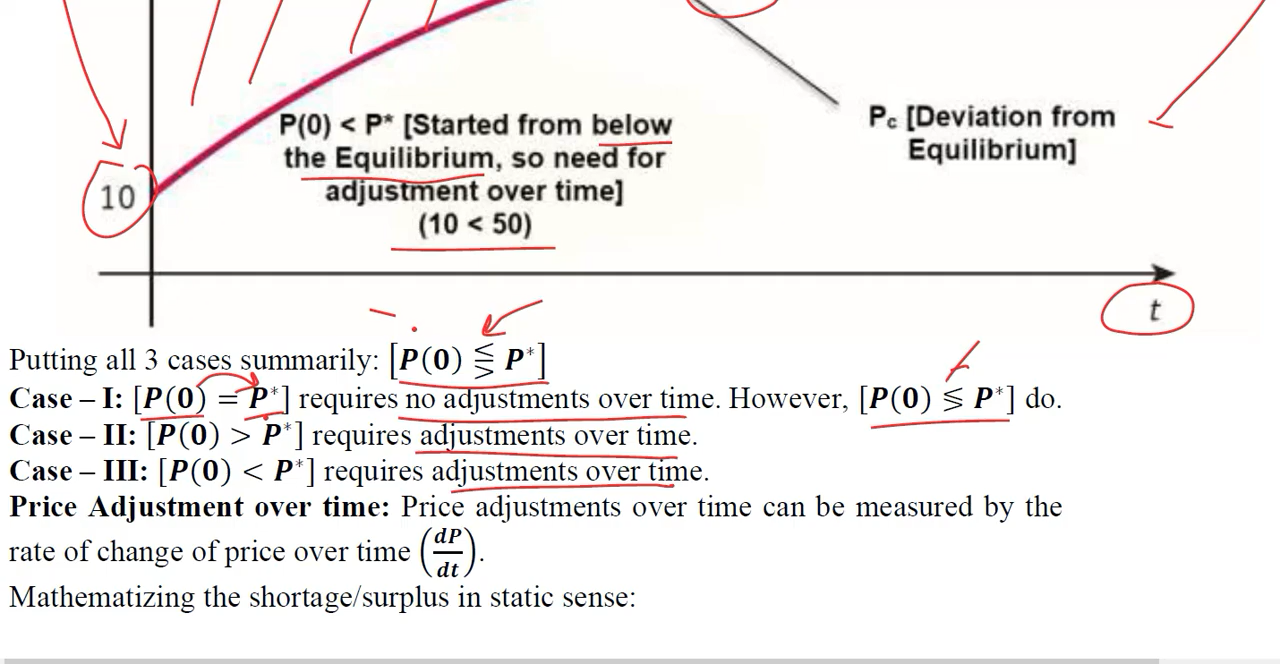 P(0) < P* [Started from below
the Equilibrium, so need for
adjustment over time]
(10 < 50)
10
Pc [Deviation from
Equilibrium]
t
Putting all 3 cases summarily: [P(0) ⪋ P*]
Case – I: [P(0) = P*] requires no adjustments over time. However, [P(0) ≶ P*] do.
Case – II: [P(0) > P*] requires adjustments over time.
Case – III: [P(0) < P*] requires adjustments over time.
Price Adjustment over time: Price adjustments over time can be measured by the
rate of change of price over time (dP/dt).
Mathematizing the shortage/surplus in static sense: